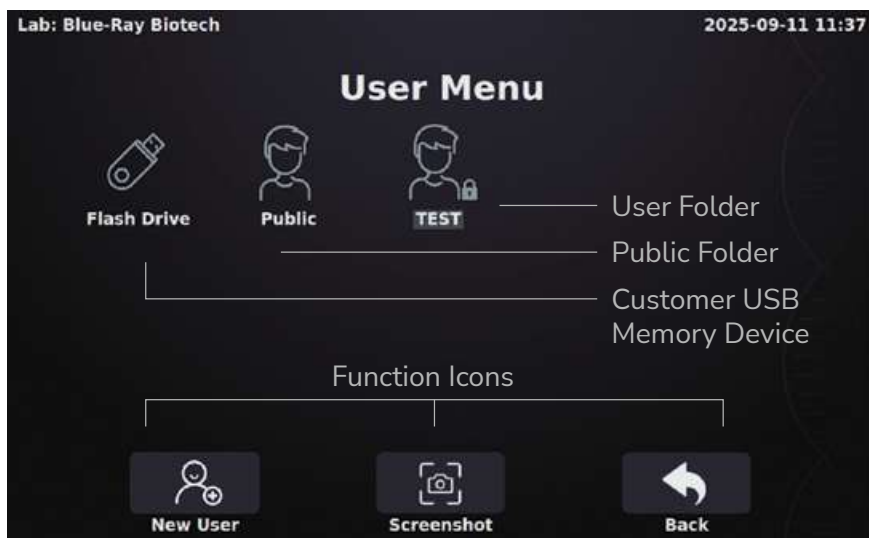 Lab: Blue-Ray Biotech
2025-09-11 11:37
User Menu
Flash Drive
Public
TEST
User Folder
Public Folder
Customer USB
Memory Device
Function Icons
New User
Screenshot
Back